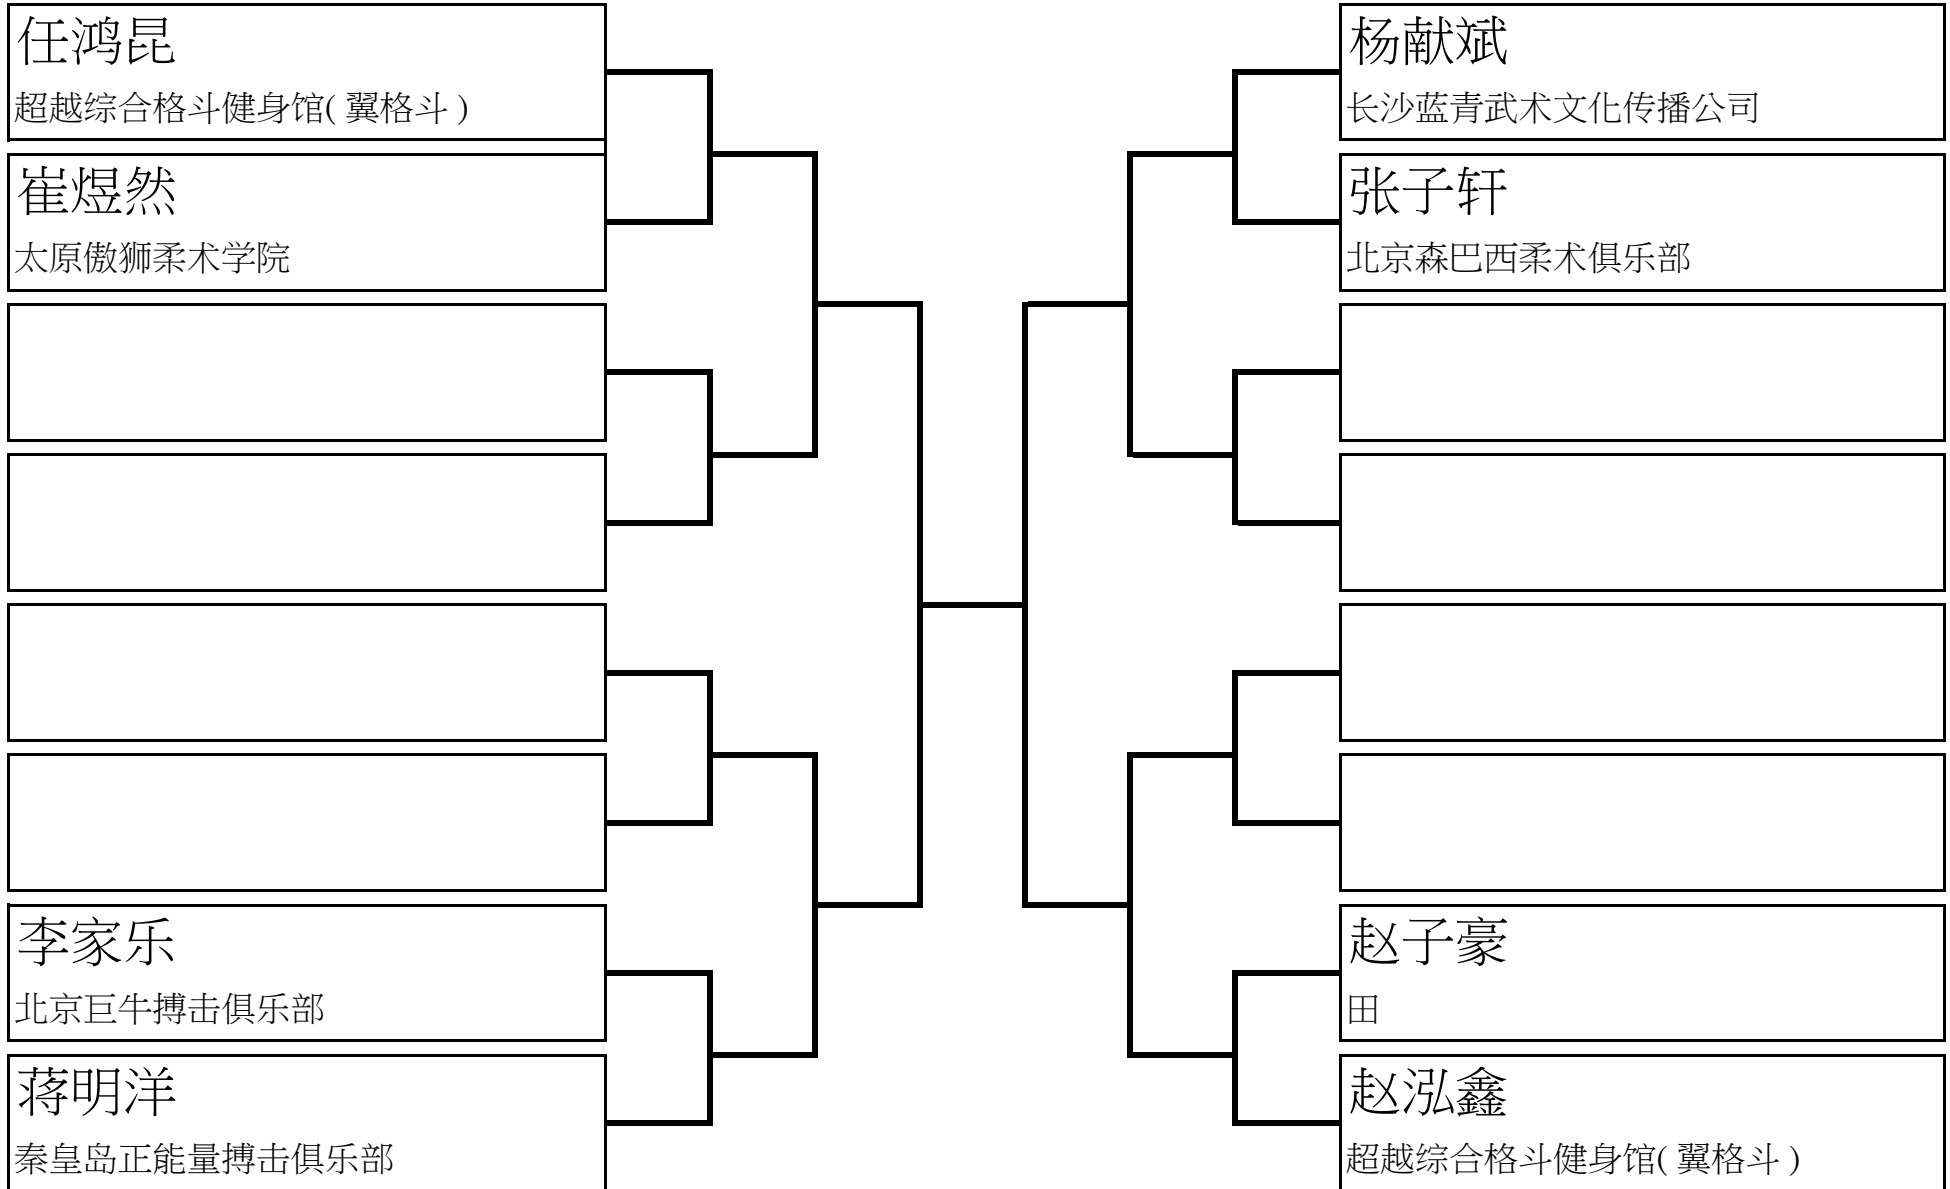 任鸿昆
超越综合格斗健身馆( 翼格斗 )
崔煜然
太原傲狮柔术学院
李家乐
北京巨牛搏击俱乐部
蒋明洋
秦皇岛正能量搏击俱乐部
杨献斌
长沙蓝青武术文化传播公司
张子轩
北京森巴西柔术俱乐部
赵子豪
田
赵泓鑫
超越综合格斗健身馆( 翼格斗 )